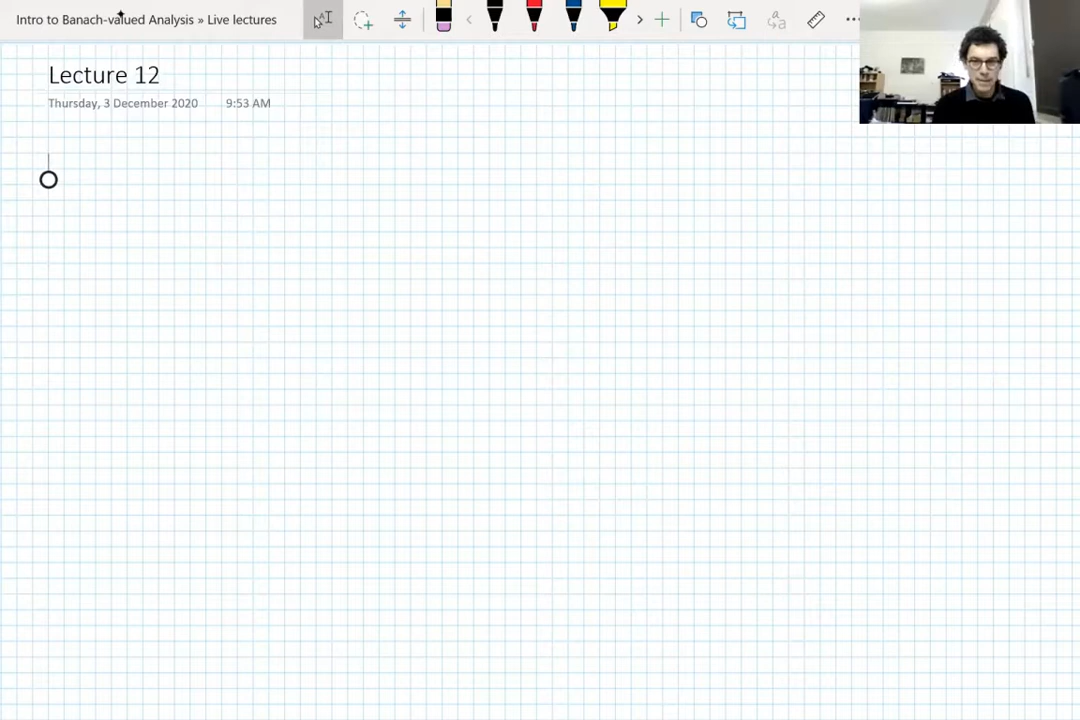 Intro to Banach-valued Analysis » Live lectures
Lecture 12
Thursday, 3 December 2020 9:53 AM